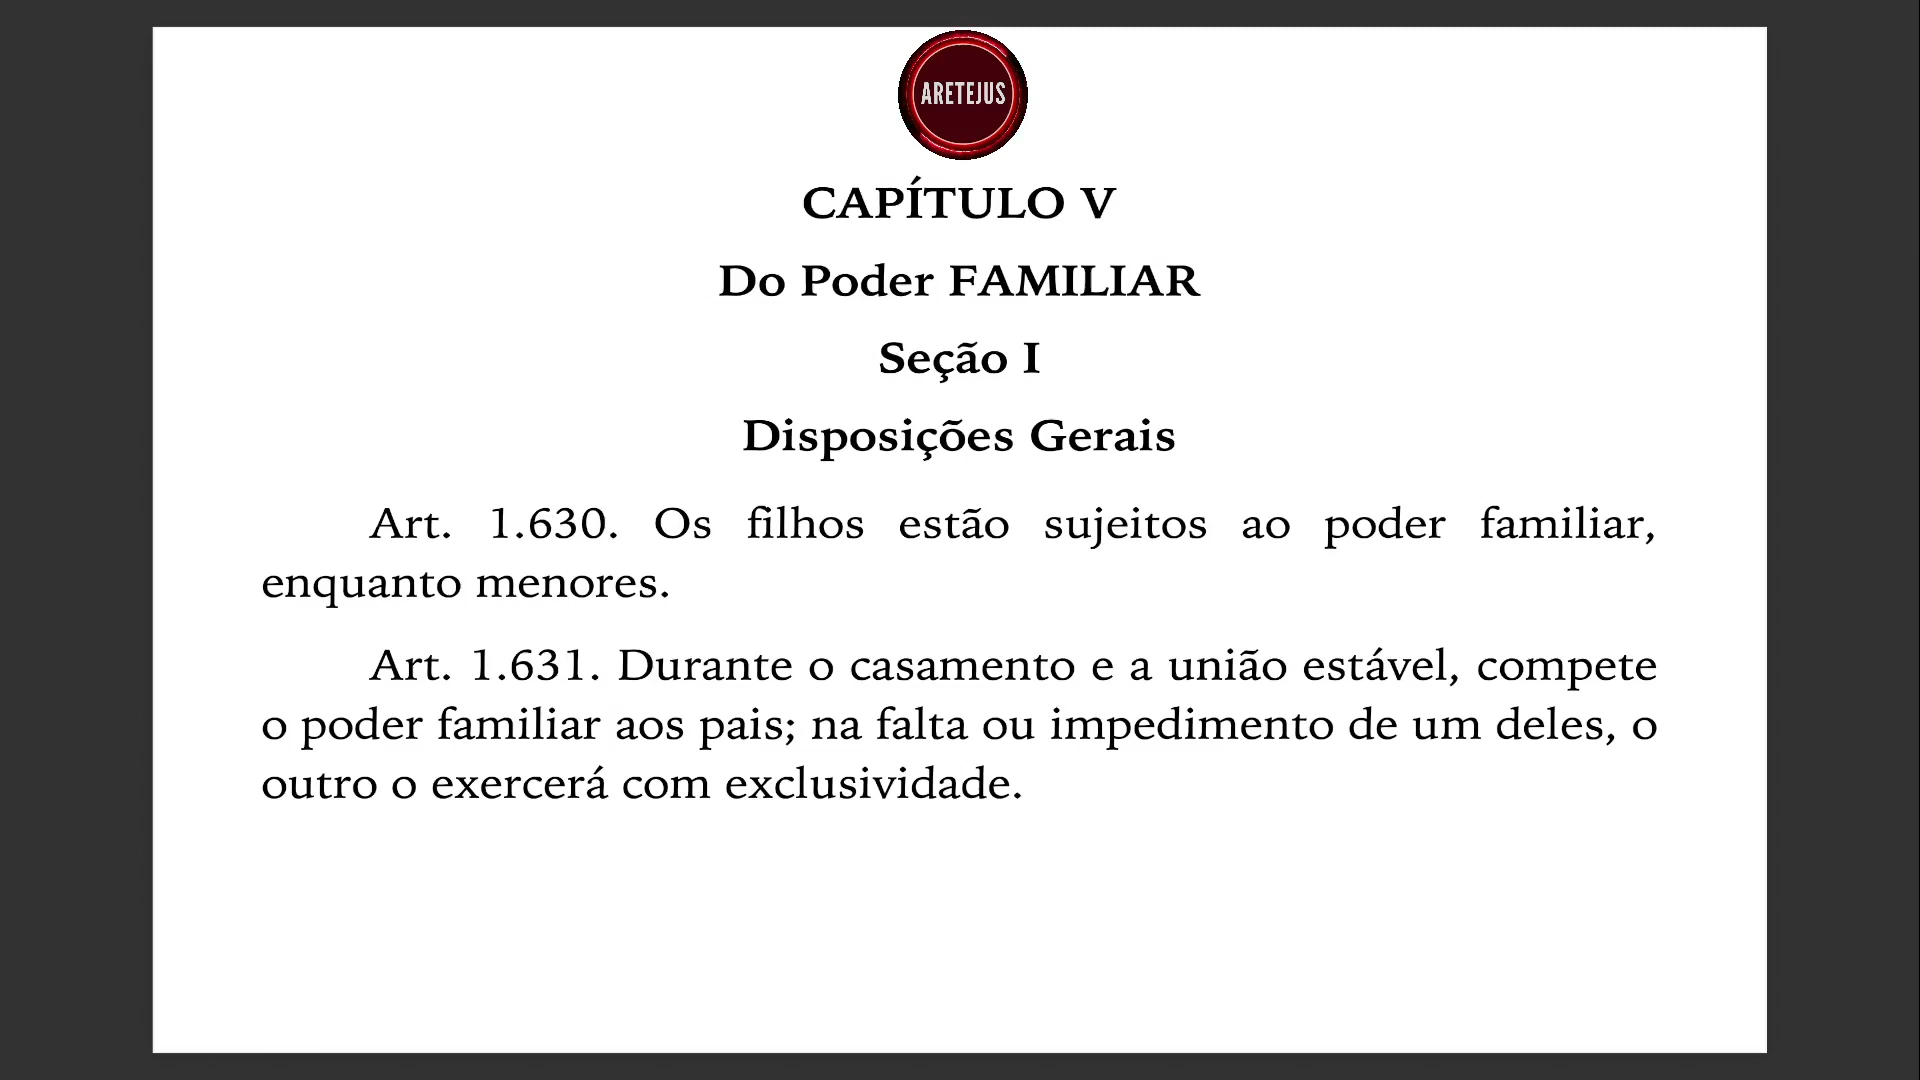 ARETEJUS
CAPÍTULO V
Do Poder FAMILIAR
Seção I
Disposições Gerais
Art. 1.630. Os filhos estão sujeitos ao poder familiar,
enquanto menores.
Art. 1.631. Durante o casamento e a união estável, compete
o poder familiar aos pais; na falta ou impedimento de um deles, o
outro o exercerá com exclusividade.